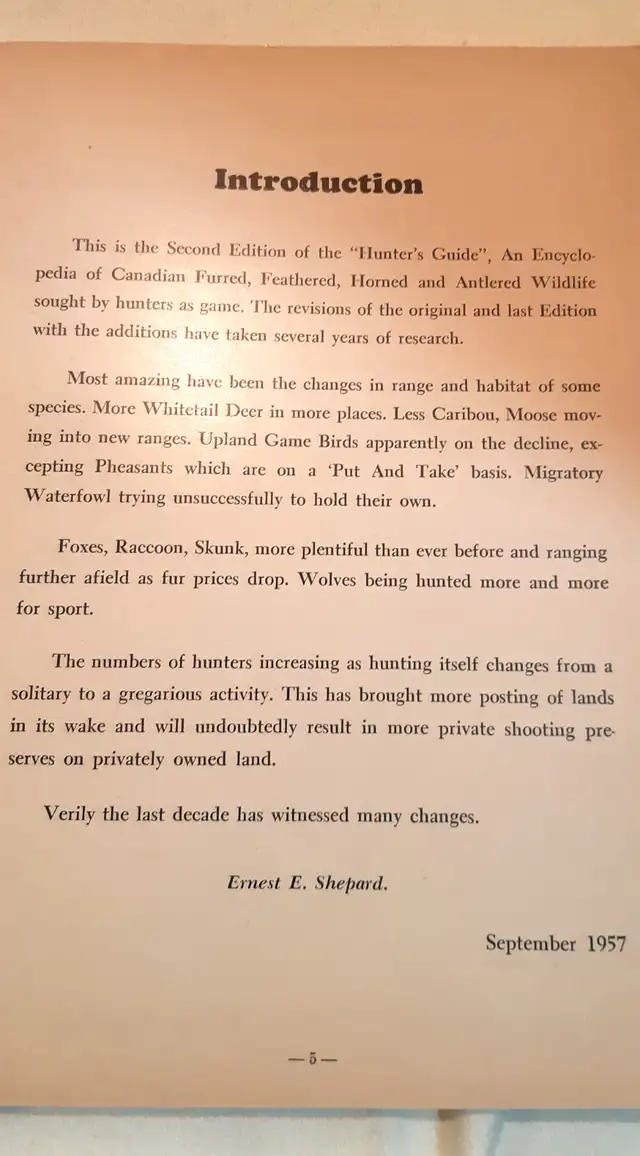 Introduction
This is the Second Edition of the "Hunter's Guide", An Encyclo-
pedia of Canadian Furred, Feathered, Horned and Antlered Wildlife
sought by hunters as game. The revisions of the original and last Edition
with the additions have taken several years of research.
Most amazing have been the changes in range and habitat of some
species. More Whitetail Deer in more places. Less Caribou, Moose mov-
ing into new ranges. Upland Game Birds apparently on the decline, ex-
cepting Pheasants which are on a 'Put And Take' basis. Migratory
Waterfowl trying unsuccessfully to hold their own.
Foxes, Raccoon, Skunk, more plentiful than ever before and ranging
further afield as fur prices drop. Wolves being hunted more and more
for sport.
The numbers of hunters increasing as hunting itself changes from a
solitary to a gregarious activity. This has brought more posting of lands
in its wake and will undoubtedly result in more private shooting pre-
serves on privately owned land.
Verily the last decade has witnessed many changes.
Ernest E. Shepard.
September 1957
— 5 —